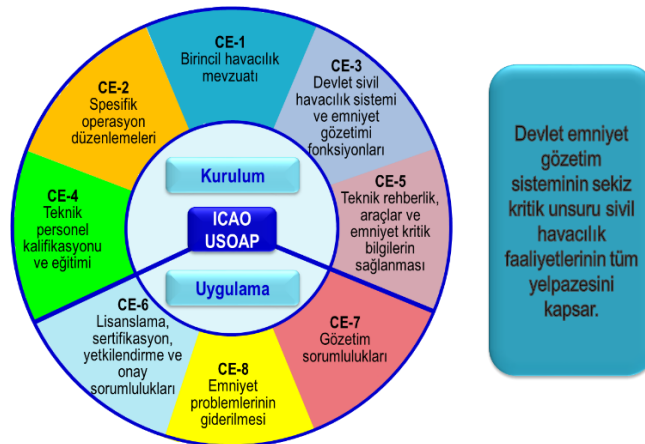 CE-1
Birincil havacılık
mevzuatı
CE-2
Spesifik
operasyon
düzenlemeleri
CE-3
Devlet sivil
havacılık sistemi
ve emniyet
gözetimi
fonksiyonları
CE-4
Teknik
personel
kalifikasyonu
ve eğitimi
CE-5
Teknik rehberlik,
araçlar ve
emniyet kritik
bilgilerin
sağlanması
Kurulum
ICAO
USOAP
Uygulama
CE-6
Lisanslama,
sertifikasyon,
yetkilendirme ve
onay
sorumlulukları
CE-7
Gözetim
sorumlulukları
CE-8
Emniyet
problemlerinin
giderilmesi
Devlet emniyet
gözetim
sisteminin sekiz
kritik unsuru sivil
havacılık
faaliyetlerinin tüm
yelpazesini
kapsar.